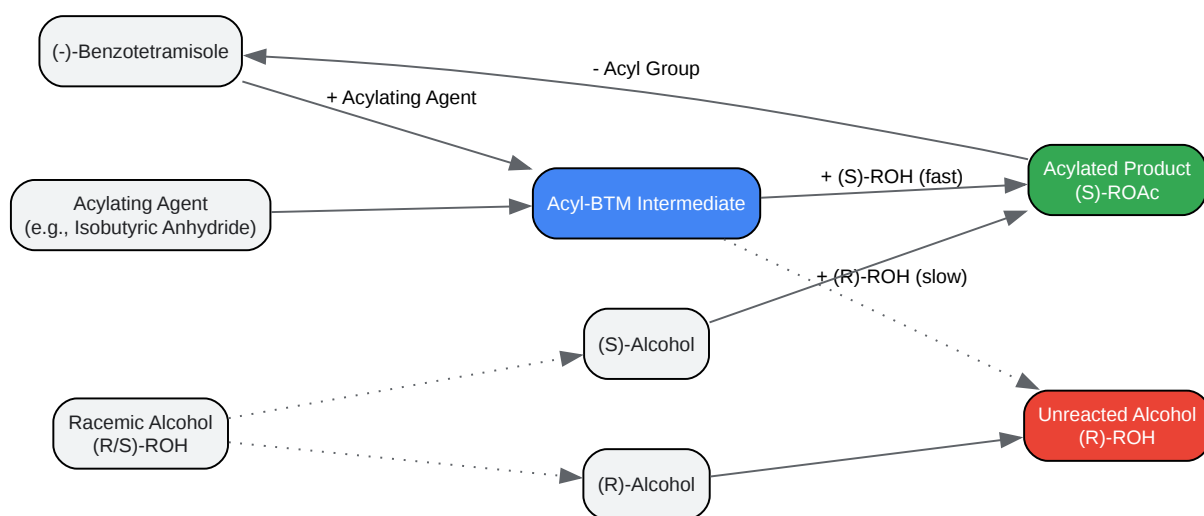 (-)-Benzotetramisole
- Acyl Group
+ Acylating Agent
Acylating Agent
(e.g., Isobutyric Anhydride)
Acyl-BTM Intermediate
+ (S)-ROH (fast)
Acylated Product
(S)-ROAc
+ (R)-ROH (slow)
(S)-Alcohol
Racemic Alcohol
(R/S)-ROH
(R)-Alcohol
Unreacted Alcohol
(R)-ROH